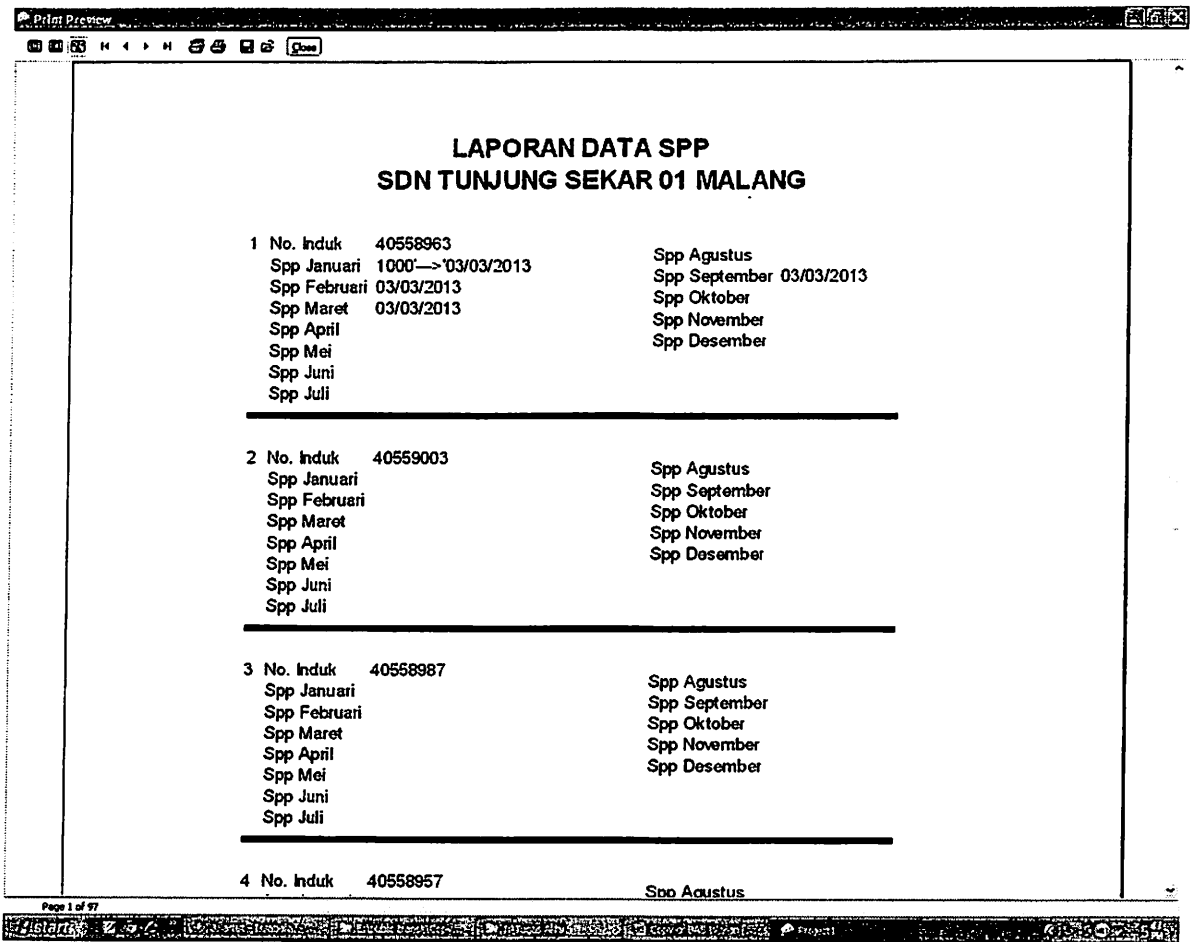 Print Preview
Close
LAPORAN DATA SPP
SDN TUNJUNG SEKAR 01 MALANG
1 No. Induk 40558963
Spp Januari 1000'—>'03/03/2013
Spp Februari 03/03/2013
Spp Maret 03/03/2013
Spp April
Spp Mei
Spp Juni
Spp Juli
Spp Agustus
Spp September 03/03/2013
Spp Oktober
Spp November
Spp Desember
2 No. Induk 40559003
Spp Januari
Spp Februari
Spp Maret
Spp April
Spp Mei
Spp Juni
Spp Juli
Spp Agustus
Spp September
Spp Oktober
Spp November
Spp Desember
3 No. Induk 40558987
Spp Januari
Spp Februari
Spp Maret
Spp April
Spp Mei
Spp Juni
Spp Juli
Spp Agustus
Spp September
Spp Oktober
Spp November
Spp Desember
4 No. Induk 40558957
Spp Agustus
Page 1 of 97
start
Project1